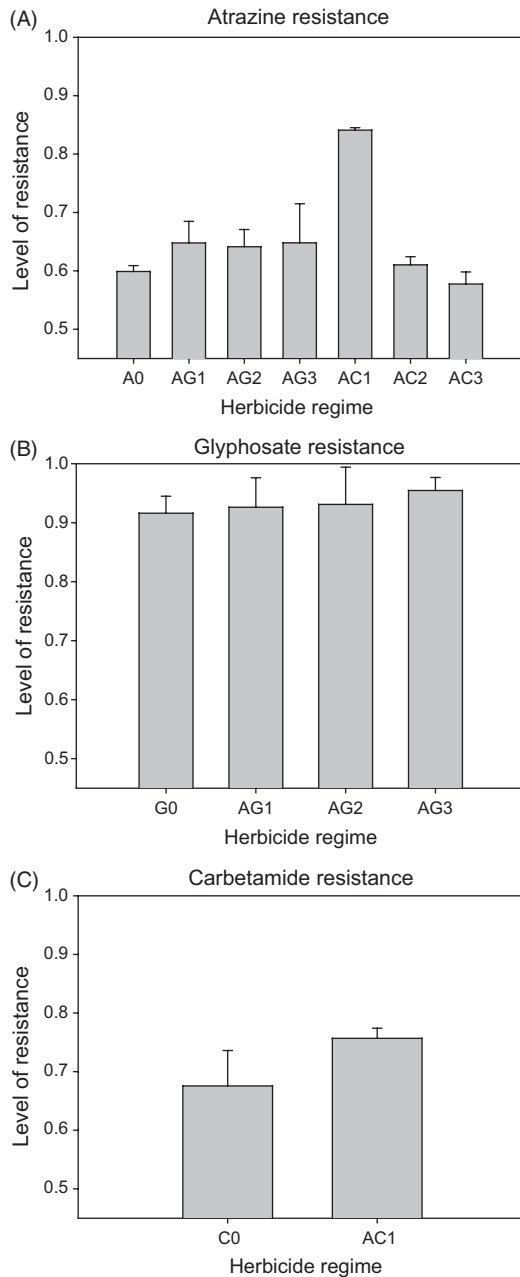 (A) Atrazine resistance
1.0
0.9
0.8
0.7
0.6
0.5
Level of resistance
A0 AG1 AG2 AG3 AC1 AC2 AC3
Herbicide regime
(B) Glyphosate resistance
1.0
0.9
0.8
0.7
0.6
0.5
Level of resistance
G0 AG1 AG2 AG3
Herbicide regime
(C) Carbetamide resistance
1.0
0.9
0.8
0.7
0.6
0.5
Level of resistance
C0 AC1
Herbicide regime